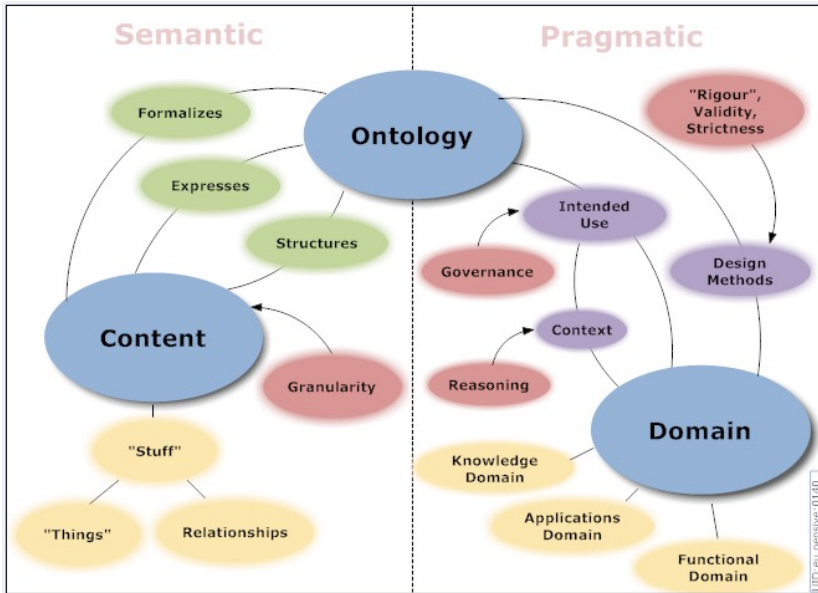 Semantic
Pragmatic
Formalizes
Ontology
"Rigour",
Validity,
Strictness
Expresses
Intended
Use
Structures
Governance
Design
Methods
Content
Context
Granularity
Reasoning
Domain
"Stuff"
Knowledge
Domain
"Things"
Relationships
Applications
Domain
Functional
Domain